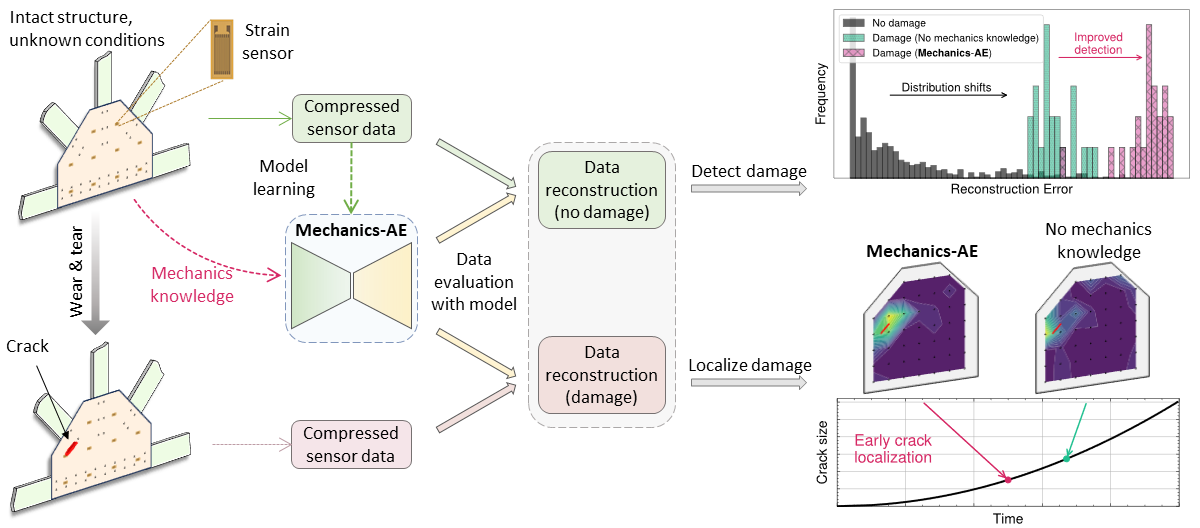 Intact structure,
unknown conditions
Strain
sensor
Compressed
sensor data
Model
learning
Mechanics-AE
Mechanics
knowledge
Wear & tear
Crack
Compressed
sensor data
Data
evaluation
with model
Data
reconstruction
(no damage)
Data
reconstruction
(damage)
Detect damage
Localize damage
No damage
Damage (No mechanics knowledge)
Damage (Mechanics-AE)
Improved
detection
Distribution shifts
Frequency
Reconstruction Error
Mechanics-AE
No mechanics
knowledge
Early crack
localization
Crack size
Time